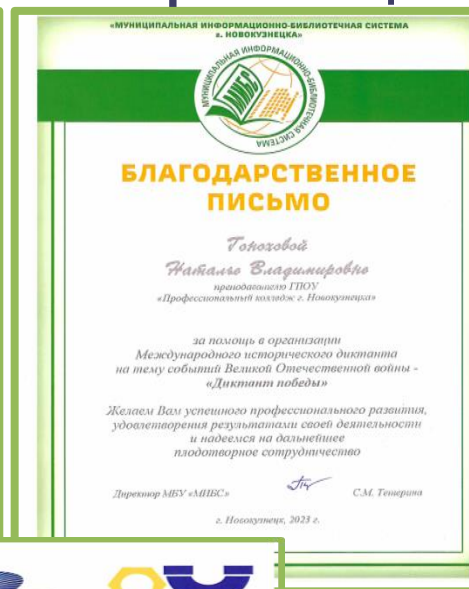 «МУНИЦИПАЛЬНАЯ ИНФОРМАЦИОННО-БИБЛИОТЕЧНАЯ СИСТЕМА
г. НОВОКУЗНЕЦКА»
МУНИЦИПАЛЬНАЯ ИНФОРМАЦИОННО-БИБЛИОТЕЧНАЯ СИСТЕМА
МИБС
БЛАГОДАРСТВЕННОЕ
ПИСЬМО
Гоноховой
Наталье Владимировне
преподавателю ГПОУ
«Профессиональный колледж г. Новокузнецка»
за помощь в организации
Международного исторического диктанта
на тему событий Великой Отечественной войны -
«Диктант победы»
Желаем Вам успешного профессионального развития,
удовлетворения результатами своей деятельности
и надеемся на дальнейшее
плодотворное сотрудничество
Директор МБУ «МИБС» С.М. Тетерина
г. Новокузнецк, 2023 г.